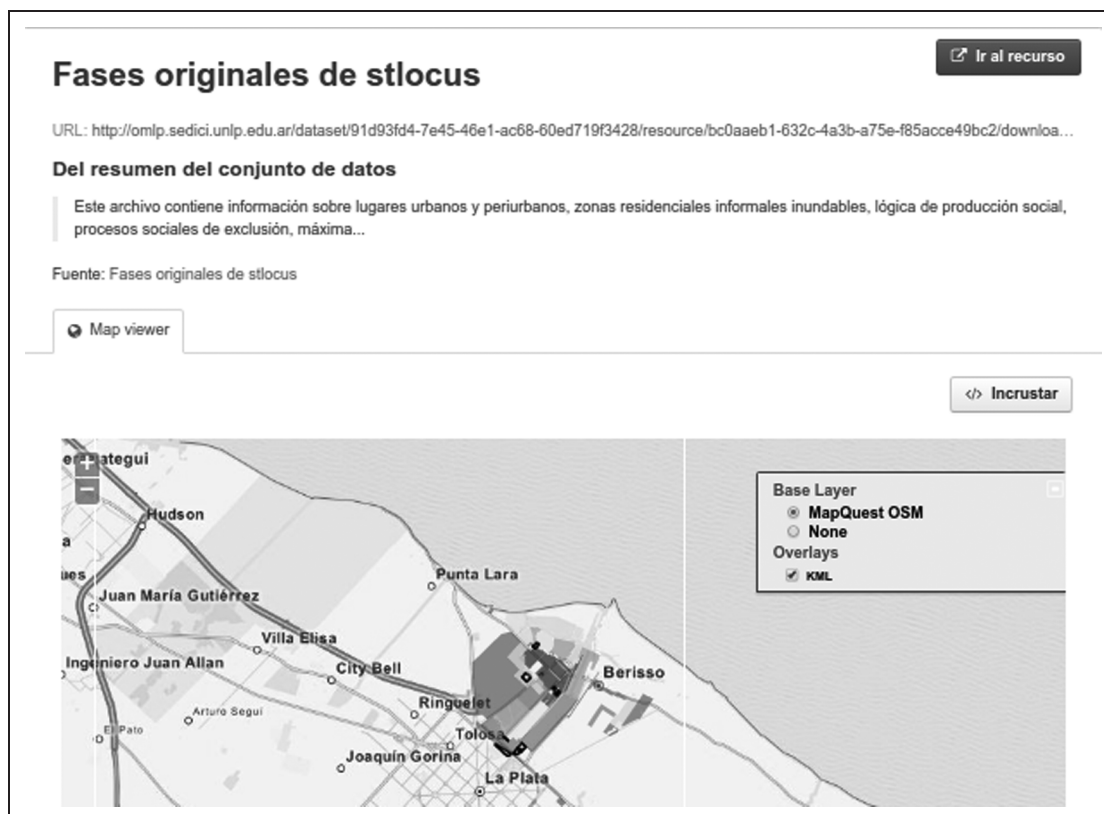 Ir al recurso
Fases originales de stlocus
URL: http://omlp.sedici.unlp.edu.ar/dataset/91d93fd4-7e45-46e1-ac68-60ed719f3428/resource/bc0aaeb1-632c-4a3b-a75e-f85acce49bc2/downloa…
Del resumen del conjunto de datos
Este archivo contiene información sobre lugares urbanos y periurbanos, zonas residenciales informales inundables, lógica de producción social,
procesos sociales de exclusión, máxima...
Fuente: Fases originales de stlocus
Map viewer
</> Incrustar
+
−
Base Layer
MapQuest OSM
None
Overlays
KML
ategui
Hudson
Punta Lara
Juan María Gutiérrez
Villa Elisa
Ingeniero Juan Allan
City Bell
Berisso
Arturo Segui
Ringuelet
El Pato
Tolosa
Joaquín Gorina
La Plata